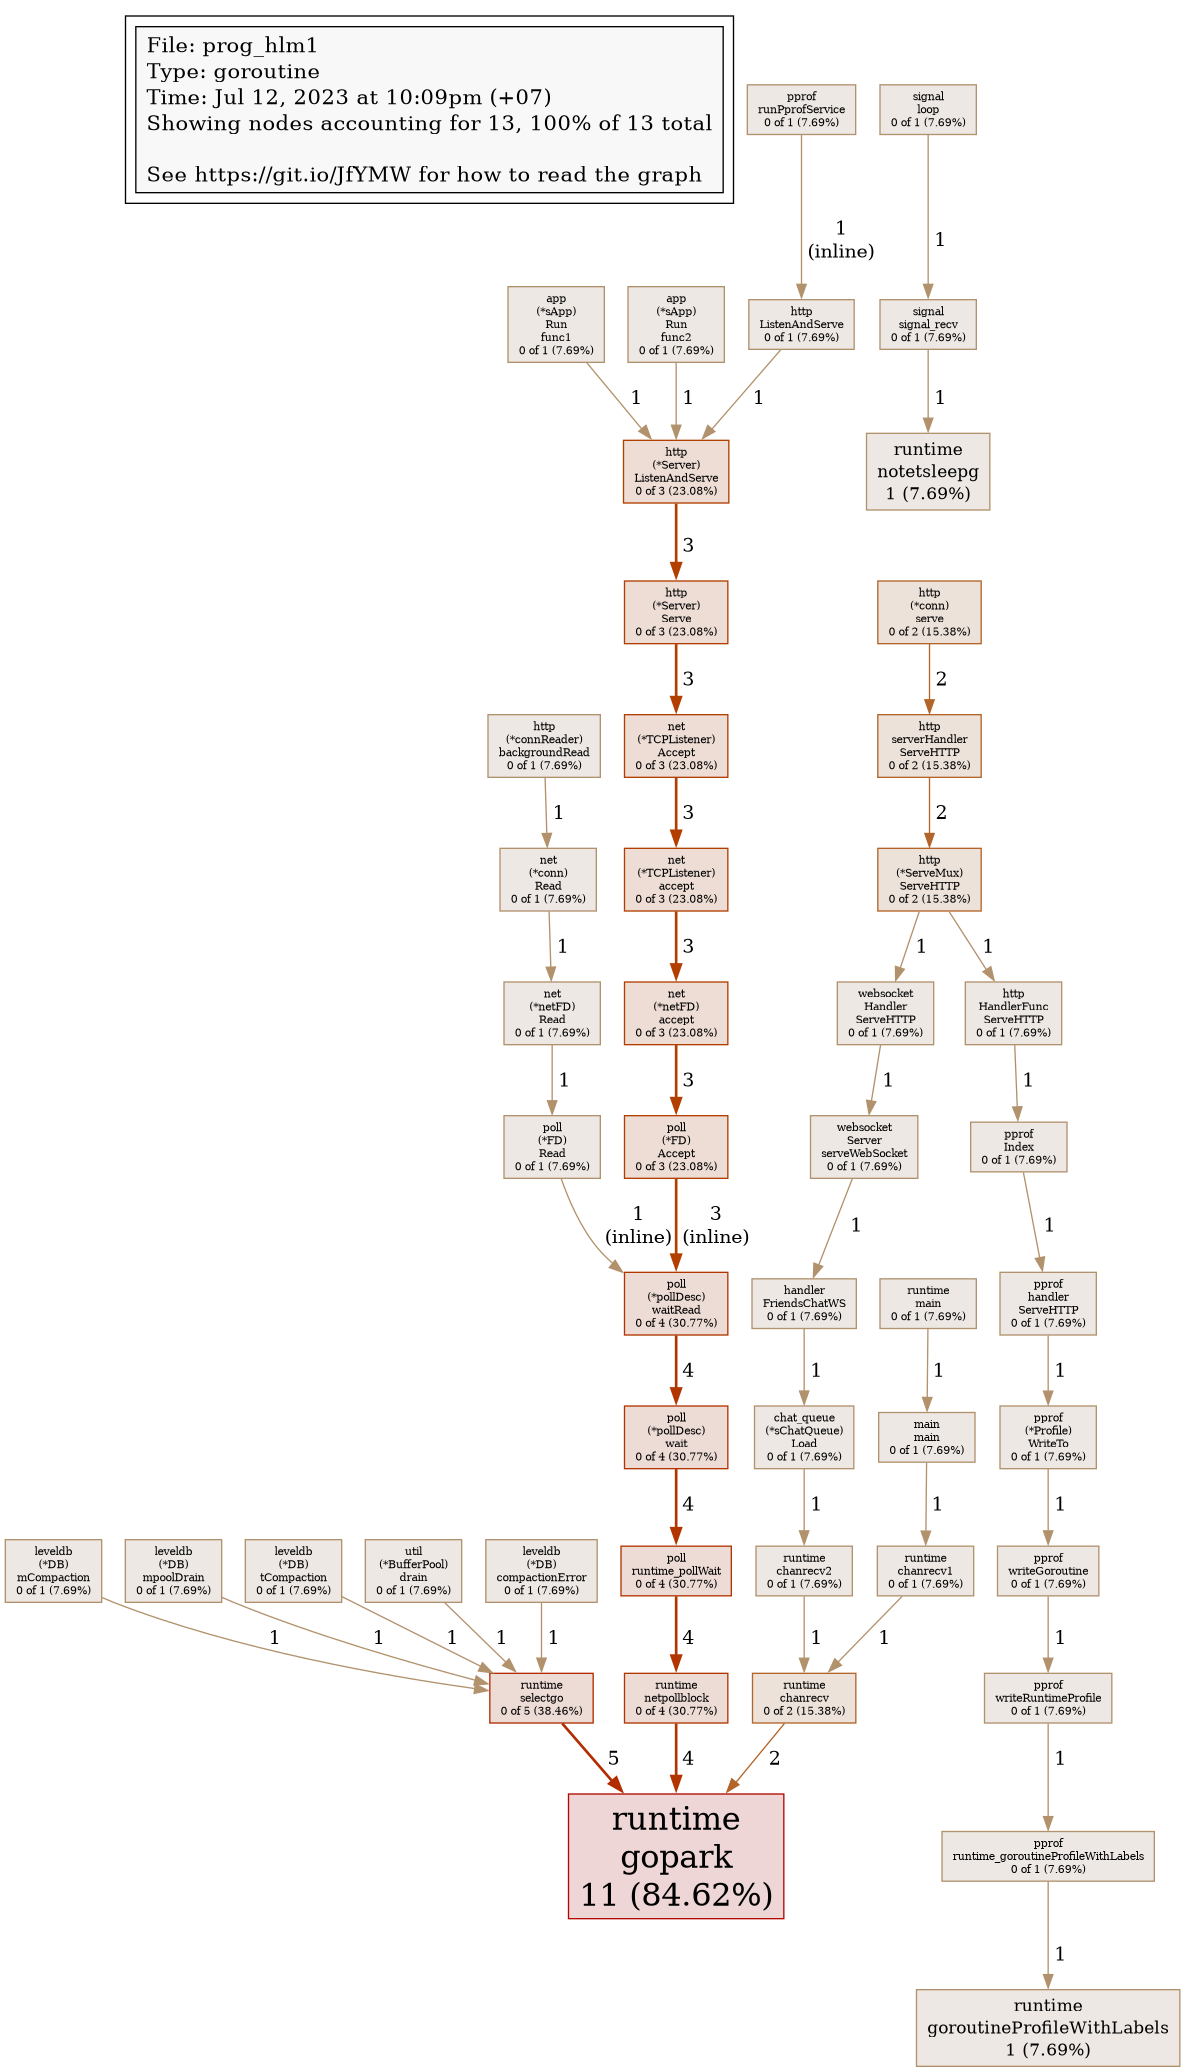 File: prog_hlm1
Type: goroutine
Time: Jul 12, 2023 at 10:09pm (+07)
Showing nodes accounting for 13, 100% of 13 total
See https://git.io/JfYMW for how to read the graph
pprof
runPprofService
0 of 1 (7.69%)
signal
loop
0 of 1 (7.69%)
1
(inline)
1
app
(*sApp)
Run
func1
0 of 1 (7.69%)
app
(*sApp)
Run
func2
0 of 1 (7.69%)
http
ListenAndServe
0 of 1 (7.69%)
signal
signal_recv
0 of 1 (7.69%)
1
1
1
1
http
(*Server)
ListenAndServe
0 of 3 (23.08%)
runtime
notetsleepg
1 (7.69%)
3
http
(*Server)
Serve
0 of 3 (23.08%)
http
(*conn)
serve
0 of 2 (15.38%)
3
2
http
(*connReader)
backgroundRead
0 of 1 (7.69%)
net
(*TCPListener)
Accept
0 of 3 (23.08%)
http
serverHandler
ServeHTTP
0 of 2 (15.38%)
1
3
2
net
(*conn)
Read
0 of 1 (7.69%)
net
(*TCPListener)
accept
0 of 3 (23.08%)
http
(*ServeMux)
ServeHTTP
0 of 2 (15.38%)
1
3
1
1
net
(*netFD)
Read
0 of 1 (7.69%)
net
(*netFD)
accept
0 of 3 (23.08%)
websocket
Handler
ServeHTTP
0 of 1 (7.69%)
http
HandlerFunc
ServeHTTP
0 of 1 (7.69%)
1
3
1
1
poll
(*FD)
Read
0 of 1 (7.69%)
poll
(*FD)
Accept
0 of 3 (23.08%)
websocket
Server
serveWebSocket
0 of 1 (7.69%)
pprof
Index
0 of 1 (7.69%)
1
(inline)
3
(inline)
1
1
poll
(*pollDesc)
waitRead
0 of 4 (30.77%)
handler
FriendsChatWS
0 of 1 (7.69%)
runtime
main
0 of 1 (7.69%)
pprof
handler
ServeHTTP
0 of 1 (7.69%)
4
1
1
1
poll
(*pollDesc)
wait
0 of 4 (30.77%)
chat_queue
(*sChatQueue)
Load
0 of 1 (7.69%)
main
main
0 of 1 (7.69%)
pprof
(*Profile)
WriteTo
0 of 1 (7.69%)
4
1
1
1
leveldb
(*DB)
mCompaction
0 of 1 (7.69%)
leveldb
(*DB)
mpoolDrain
0 of 1 (7.69%)
leveldb
(*DB)
tCompaction
0 of 1 (7.69%)
util
(*BufferPool)
drain
0 of 1 (7.69%)
leveldb
(*DB)
compactionError
0 of 1 (7.69%)
poll
runtime_pollWait
0 of 4 (30.77%)
runtime
chanrecv2
0 of 1 (7.69%)
runtime
chanrecv1
0 of 1 (7.69%)
pprof
writeGoroutine
0 of 1 (7.69%)
1
1
1
1
1
4
1
1
1
runtime
selectgo
0 of 5 (38.46%)
runtime
netpollblock
0 of 4 (30.77%)
runtime
chanrecv
0 of 2 (15.38%)
pprof
writeRuntimeProfile
0 of 1 (7.69%)
5
4
2
1
runtime
gopark
11 (84.62%)
pprof
runtime_goroutineProfileWithLabels
0 of 1 (7.69%)
1
runtime
goroutineProfileWithLabels
1 (7.69%)